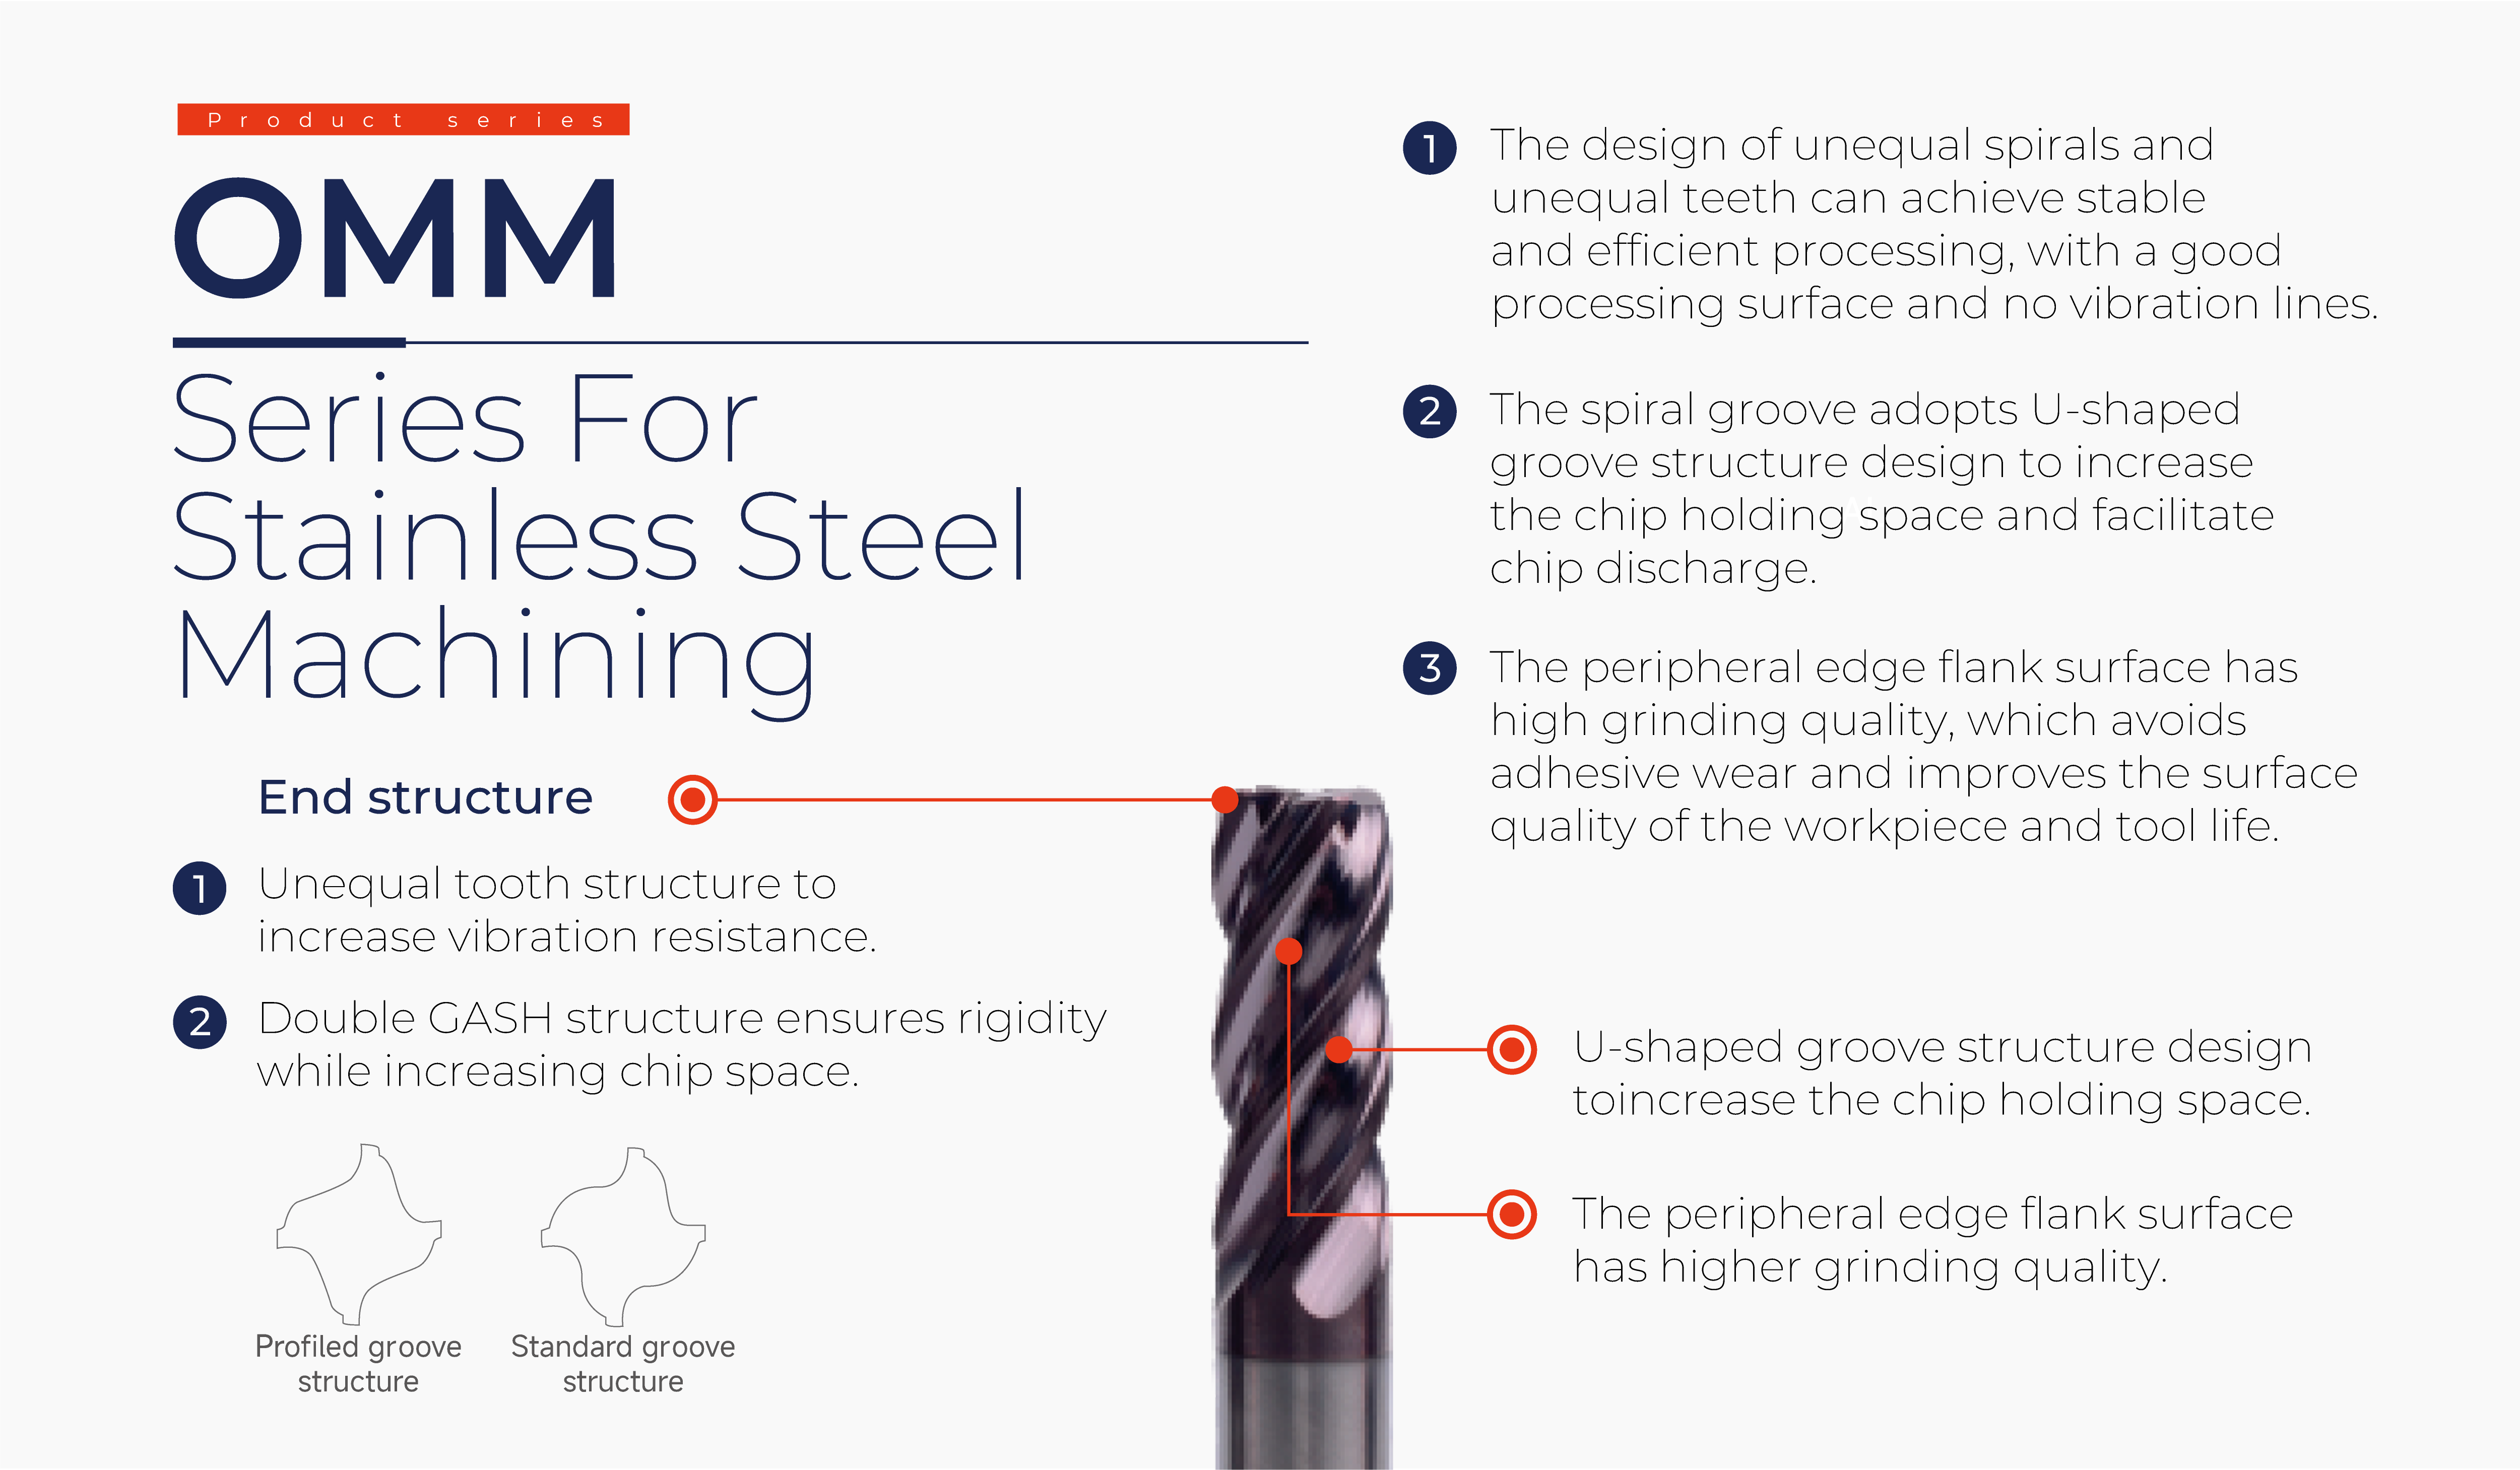 Product series
OMM
Series For
Stainless Steel
Machining
End structure
1 Unequal tooth structure to
increase vibration resistance.
2 Double GASH structure ensures rigidity
while increasing chip space.
Profiled groove
structure
Standard groove
structure
1 The design of unequal spirals and
unequal teeth can achieve stable
and efficient processing, with a good
processing surface and no vibration lines.
2 The spiral groove adopts U-shaped
groove structure design to increase
the chip holding space and facilitate
chip discharge.
3 The peripheral edge flank surface has
high grinding quality, which avoids
adhesive wear and improves the surface
quality of the workpiece and tool life.
U-shaped groove structure design
toincrease the chip holding space.
The peripheral edge flank surface
has higher grinding quality.